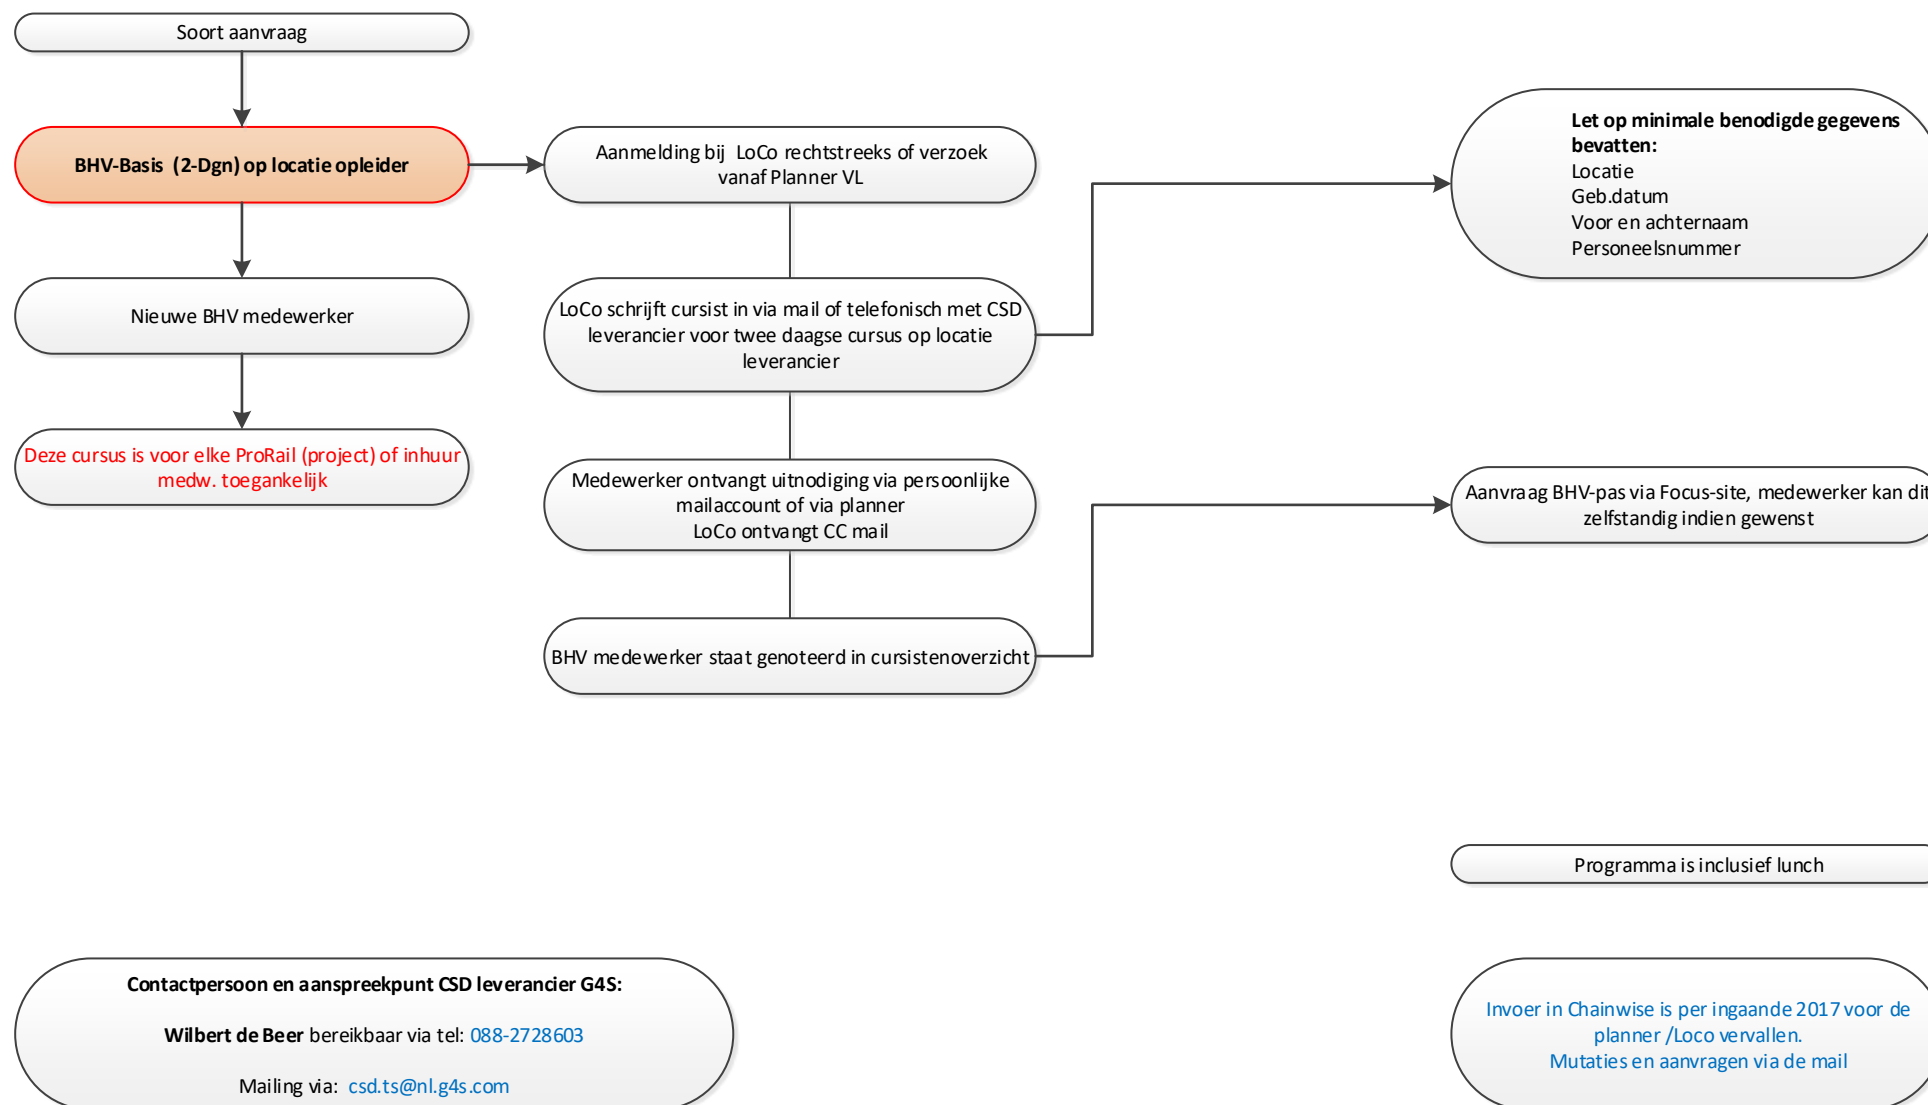 Soort aanvraag
BHV-Basis (2-Dgn) op locatie opleider
Nieuwe BHV medewerker
Deze cursus is voor elke ProRail (project) of inhuur
medw. toegankelijk
Aanmelding bij LoCo rechtstreeks of verzoek
vanaf Planner VL
LoCo schrijft cursist in via mail of telefonisch met CSD
leverancier voor twee daagse cursus op locatie
leverancier
Medewerker ontvangt uitnodiging via persoonlijke
mailaccount of via planner
LoCo ontvangt CC mail
BHV medewerker staat genoteerd in cursistenoverzicht
Let op minimale benodigde gegevens
bevatten:
Locatie
Geb.datum
Voor en achternaam
Personeelsnummer
Aanvraag BHV-pas via Focus-site, medewerker kan dit
zelfstandig indien gewenst
Programma is inclusief lunch
Contactpersoon en aanspreekpunt CSD leverancier G4S:
Wilbert de Beer bereikbaar via tel: 088-2728603
Mailing via: csd.ts@nl.g4s.com
Invoer in Chainwise is per ingaande 2017 voor de
planner /Loco vervallen.
Mutaties en aanvragen via de mail